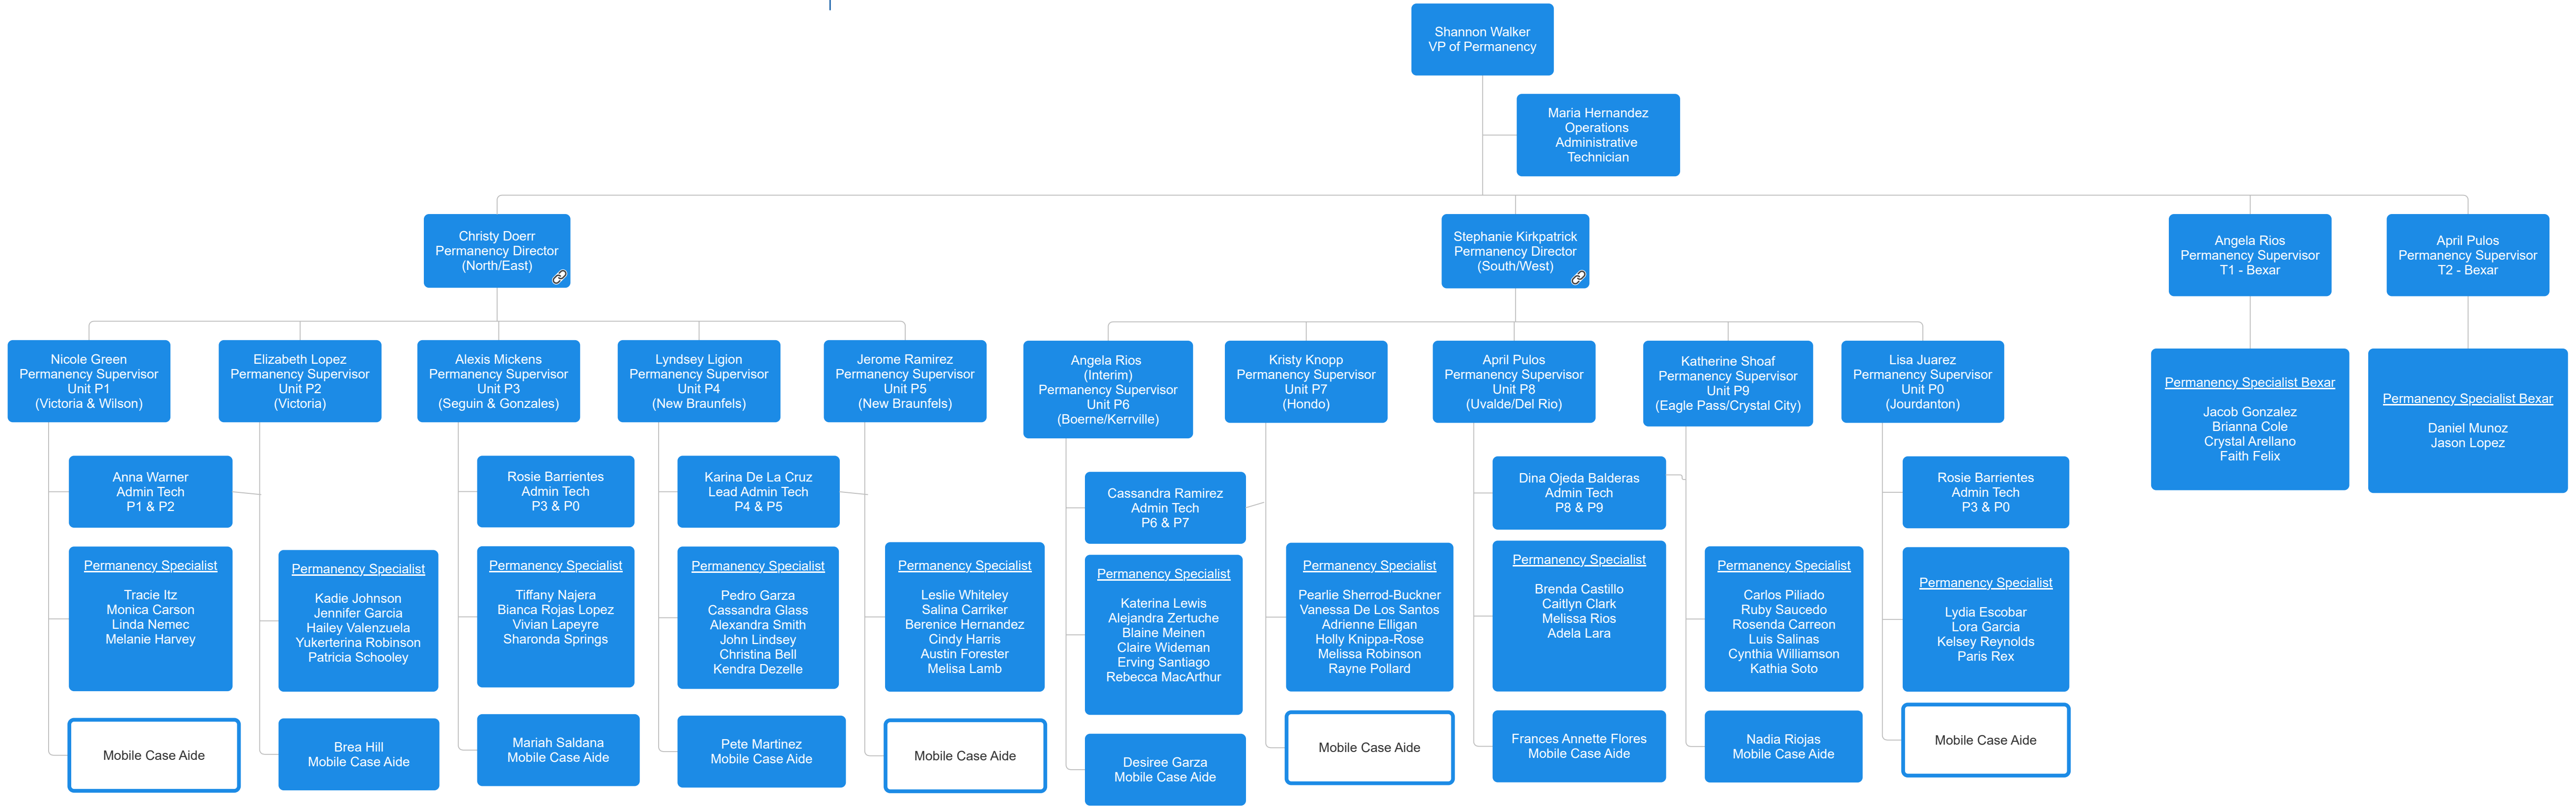 Shannon Walker
VP of Permanency
Maria Hernandez
Operations
Administrative
Technician
Christy Doerr
Permanency Director
(North/East)
Stephanie Kirkpatrick
Permanency Director
(South/West)
Angela Rios
Permanency Supervisor
T1 - Bexar
April Pulos
Permanency Supervisor
T2 - Bexar
Nicole Green
Permanency Supervisor
Unit P1
(Victoria & Wilson)
Elizabeth Lopez
Permanency Supervisor
Unit P2
(Victoria)
Alexis Mickens
Permanency Supervisor
Unit P3
(Seguin & Gonzales)
Lyndsey Ligion
Permanency Supervisor
Unit P4
(New Braunfels)
Jerome Ramirez
Permanency Supervisor
Unit P5
(New Braunfels)
Angela Rios
(Interim)
Permanency Supervisor
Unit P6
(Boerne/Kerrville)
Kristy Knopp
Permanency Supervisor
Unit P7
(Hondo)
April Pulos
Permanency Supervisor
Unit P8
(Uvalde/Del Rio)
Katherine Shoaf
Permanency Supervisor
Unit P9
(Eagle Pass/Crystal City)
Lisa Juarez
Permanency Supervisor
Unit P0
(Jourdanton)
Permanency Specialist Bexar
Jacob Gonzalez
Brianna Cole
Crystal Arellano
Faith Felix
Permanency Specialist Bexar
Daniel Munoz
Jason Lopez
Anna Warner
Admin Tech
P1 & P2
Rosie Barrientes
Admin Tech
P3 & P0
Karina De La Cruz
Lead Admin Tech
P4 & P5
Cassandra Ramirez
Admin Tech
P6 & P7
Dina Ojeda Balderas
Admin Tech
P8 & P9
Rosie Barrientes
Admin Tech
P3 & P0
Permanency Specialist
Tracie Itz
Monica Carson
Linda Nemec
Melanie Harvey
Permanency Specialist
Kadie Johnson
Jennifer Garcia
Hailey Valenzuela
Yukerterina Robinson
Patricia Schooley
Permanency Specialist
Tiffany Najera
Bianca Rojas Lopez
Vivian Lapeyre
Sharonda Springs
Permanency Specialist
Pedro Garza
Cassandra Glass
Alexandra Smith
John Lindsey
Christina Bell
Kendra Dezelle
Permanency Specialist
Leslie Whiteley
Salina Carriker
Berenice Hernandez
Cindy Harris
Austin Forester
Melisa Lamb
Permanency Specialist
Katerina Lewis
Alejandra Zertuche
Blaine Meinen
Claire Wideman
Erving Santiago
Rebecca MacArthur
Permanency Specialist
Pearlie Sherrod-Buckner
Vanessa De Los Santos
Adrienne Elligan
Holly Knippa-Rose
Melissa Robinson
Rayne Pollard
Permanency Specialist
Brenda Castillo
Caitlyn Clark
Melissa Rios
Adela Lara
Permanency Specialist
Carlos Piliado
Ruby Saucedo
Rosenda Carreon
Luis Salinas
Cynthia Williamson
Kathia Soto
Permanency Specialist
Lydia Escobar
Lora Garcia
Kelsey Reynolds
Paris Rex
Mobile Case Aide
Brea Hill
Mobile Case Aide
Mariah Saldana
Mobile Case Aide
Pete Martinez
Mobile Case Aide
Mobile Case Aide
Desiree Garza
Mobile Case Aide
Mobile Case Aide
Frances Annette Flores
Mobile Case Aide
Nadia Riojas
Mobile Case Aide
Mobile Case Aide